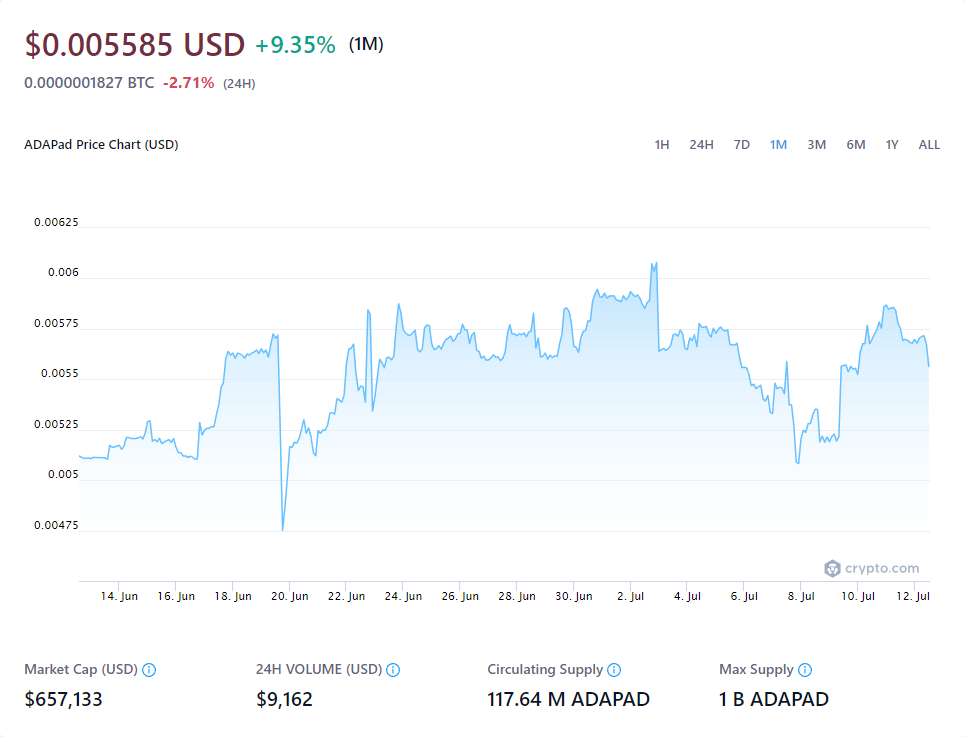 $0.005585 USD +9.35% (1M)
0.0000001827 BTC -2.71% (24H)
ADAPad Price Chart (USD) 1H 24H 7D 1M 3M 6M 1Y ALL
0.00625
0.006
0.00575
0.0055
0.00525
0.005
0.00475
crypto.com
14. Jun 16. Jun 18. Jun 20. Jun 22. Jun 24. Jun 26. Jun 28. Jun 30. Jun 2. Jul 4. Jul 6. Jul 8. Jul 10. Jul 12. Jul
Market Cap (USD) 24H VOLUME (USD) Circulating Supply Max Supply
$657,133 $9,162 117.64 M ADAPAD 1 B ADAPAD